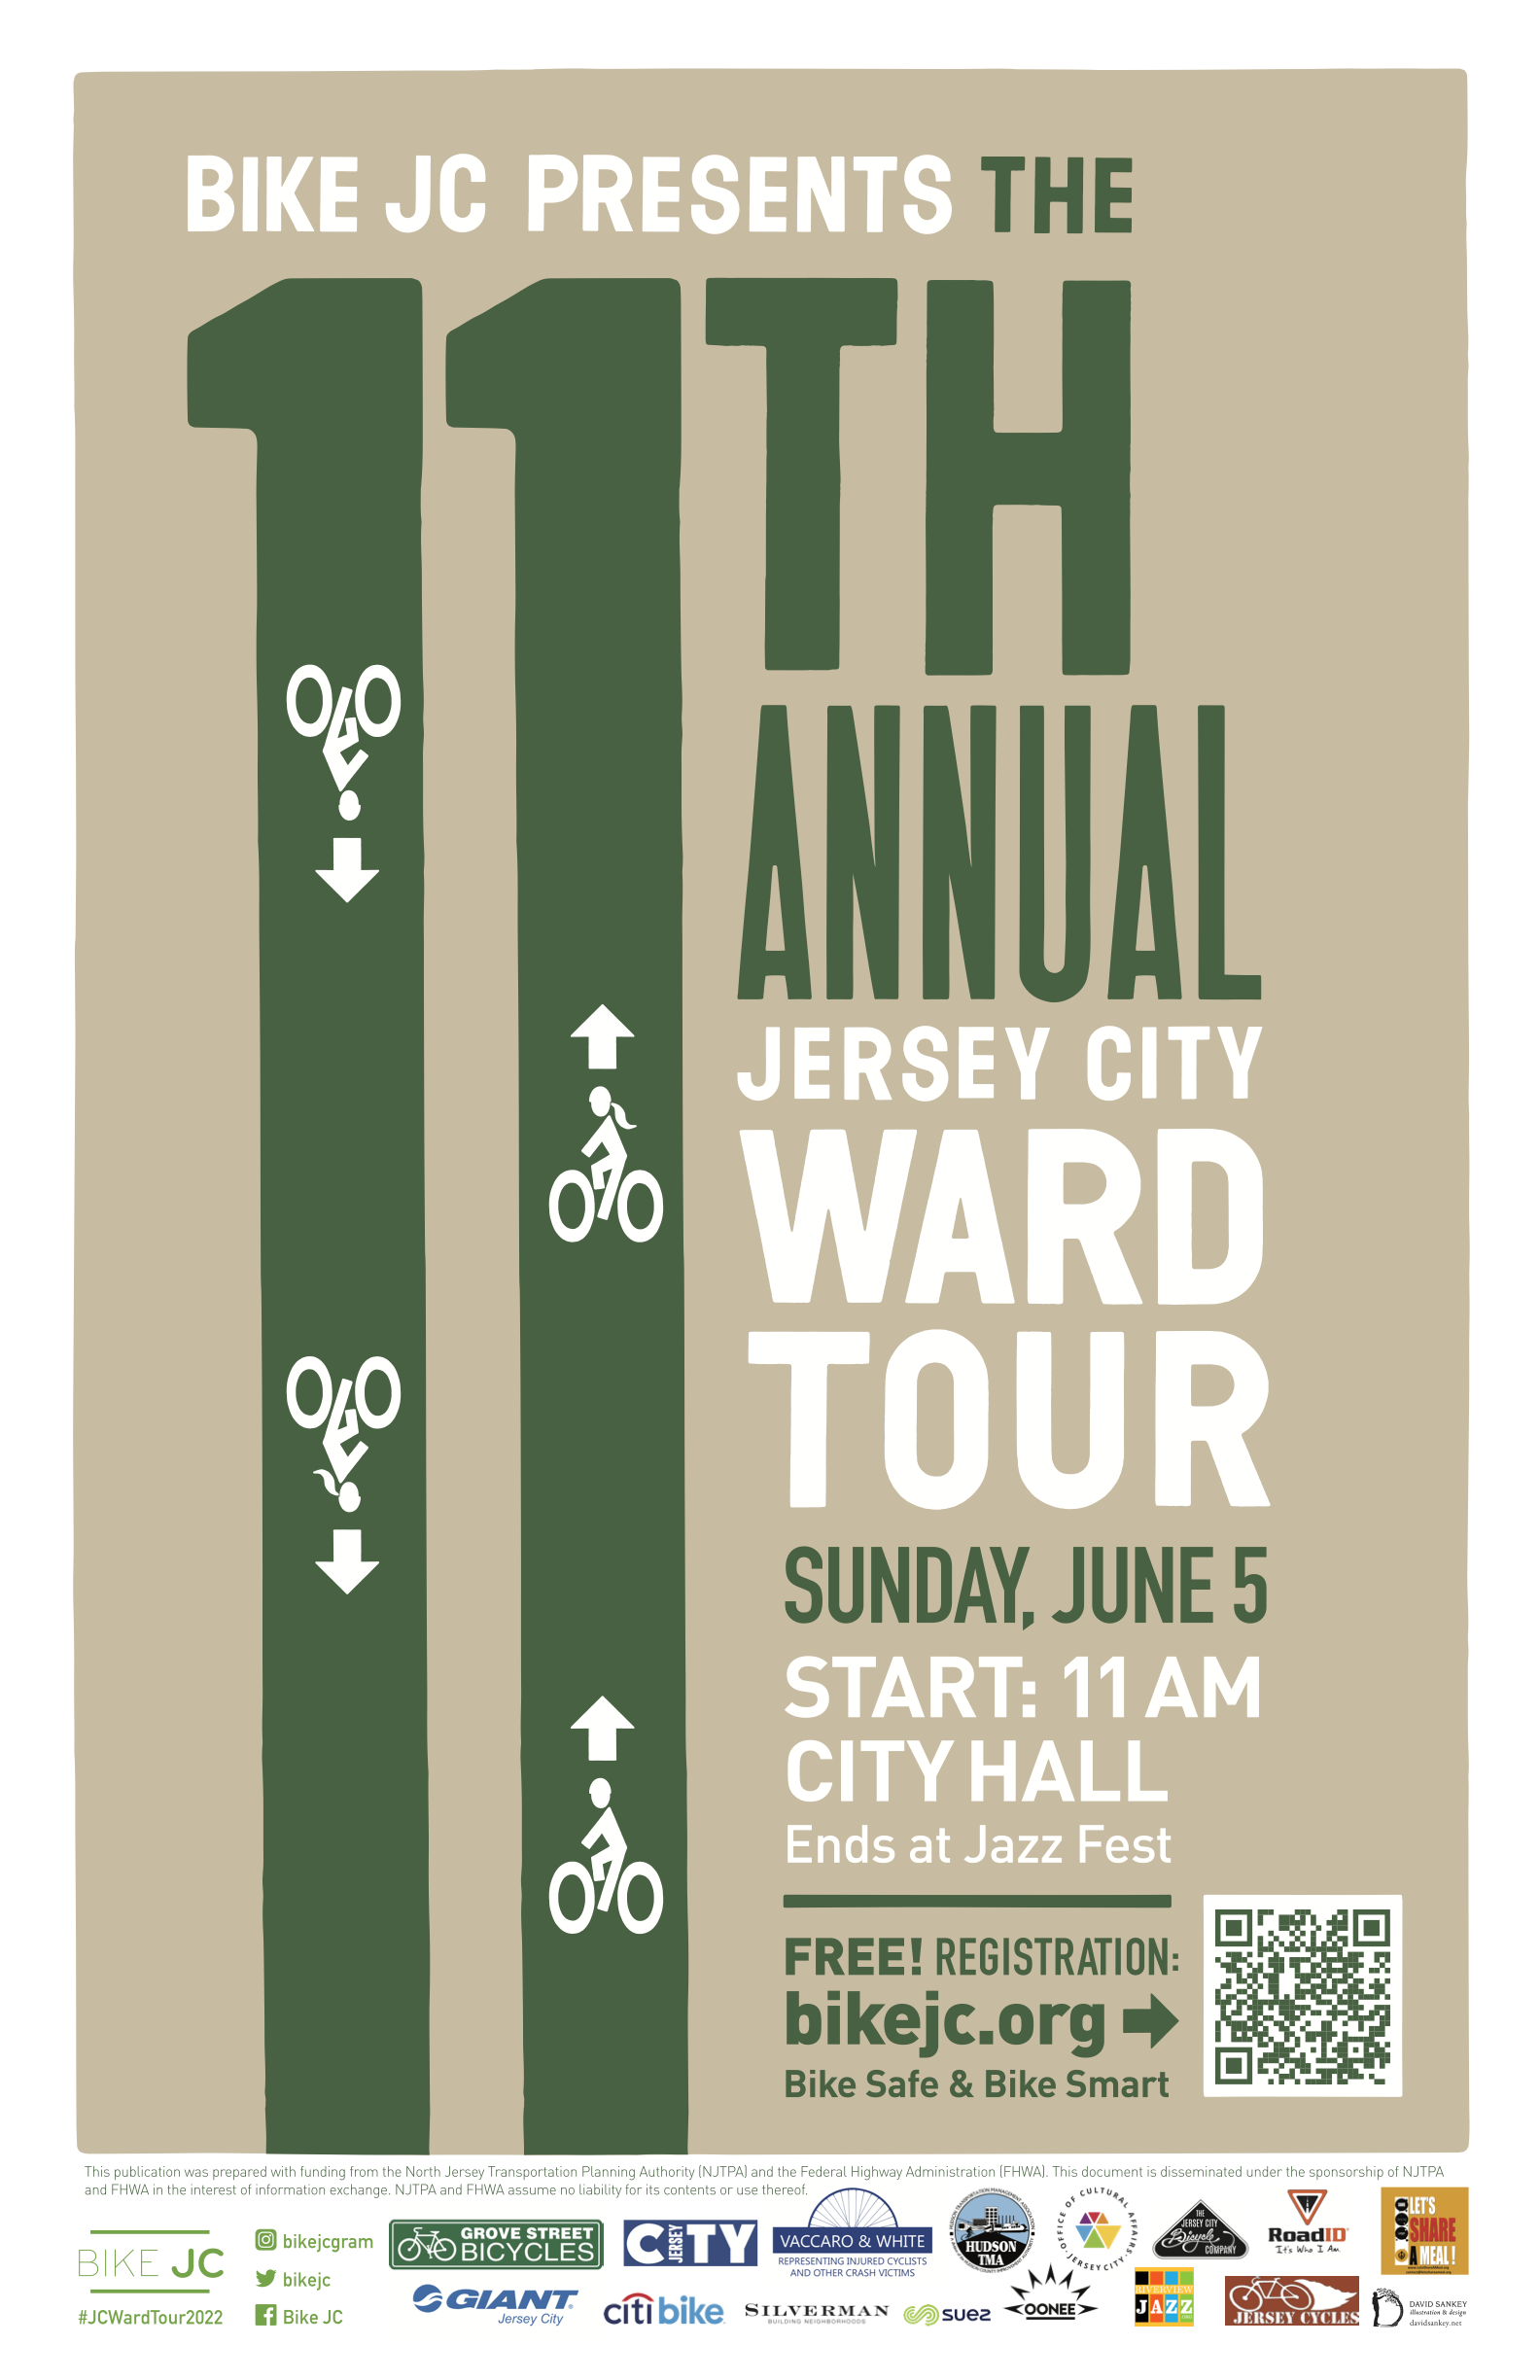 BIKE JC PRESENTS THE
11TH
ANNUAL
JERSEY CITY
WARD
TOUR
SUNDAY, JUNE 5
START: 11 AM
CITY HALL
Ends at Jazz Fest
FREE! REGISTRATION:
bikejc.org
Bike Safe & Bike Smart
This publication was prepared with funding from the North Jersey Transportation Planning Authority (NJTPA) and the Federal Highway Administration (FHWA). This document is disseminated under the sponsorship of NJTPA
and FHWA in the interest of information exchange. NJTPA and FHWA assume no liability for its contents or use thereof.
BIKE JC
#JCWardTour2022
bikejcgram
bikejc
Bike JC
GROVE STREET
BICYCLES
JERSEY CITY
VACCARO & WHITE
REPRESENTING INJURED CYCLISTS
AND OTHER CRASH VICTIMS
HUDSON
TMA
OFFICE OF CULTURAL AFFAIRS
JERSEY CITY
THE
JERSEY CITY
Bicycle
COMPANY
RoadID
It's Who I Am.
LET'S
SHARE
A MEAL!
GIANT
Jersey City
citi bike
SILVERMAN
BUILDING NEIGHBORHOODS
suez
OONEE
RIVERVIEW
JAZZ
JERSEY CYCLES
DAVID SANKEY
illustration & design
davidsankey.net